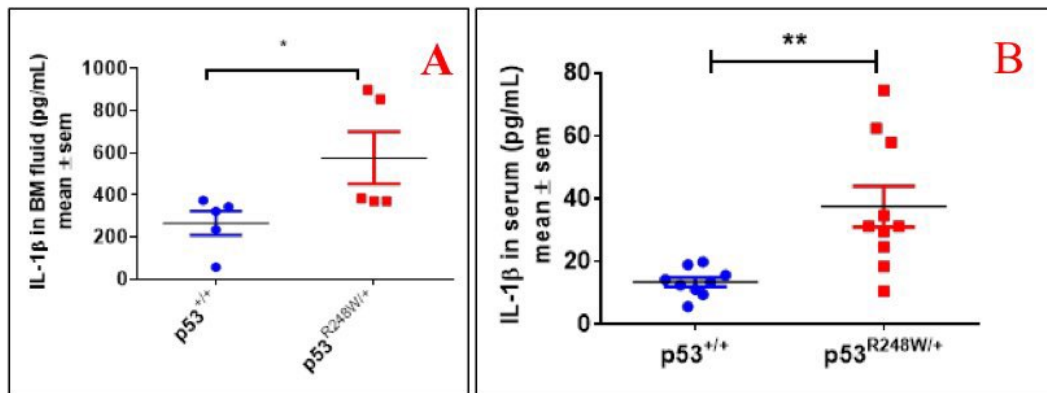 A
*
IL-1β in BM fluid (pg/mL)
mean ± sem
1000
800
600
400
200
0
p53+/+
p53R248W/+
B
**
IL-1β in serum (pg/mL)
mean ± sem
80
60
40
20
0
p53+/+
p53R248W/+